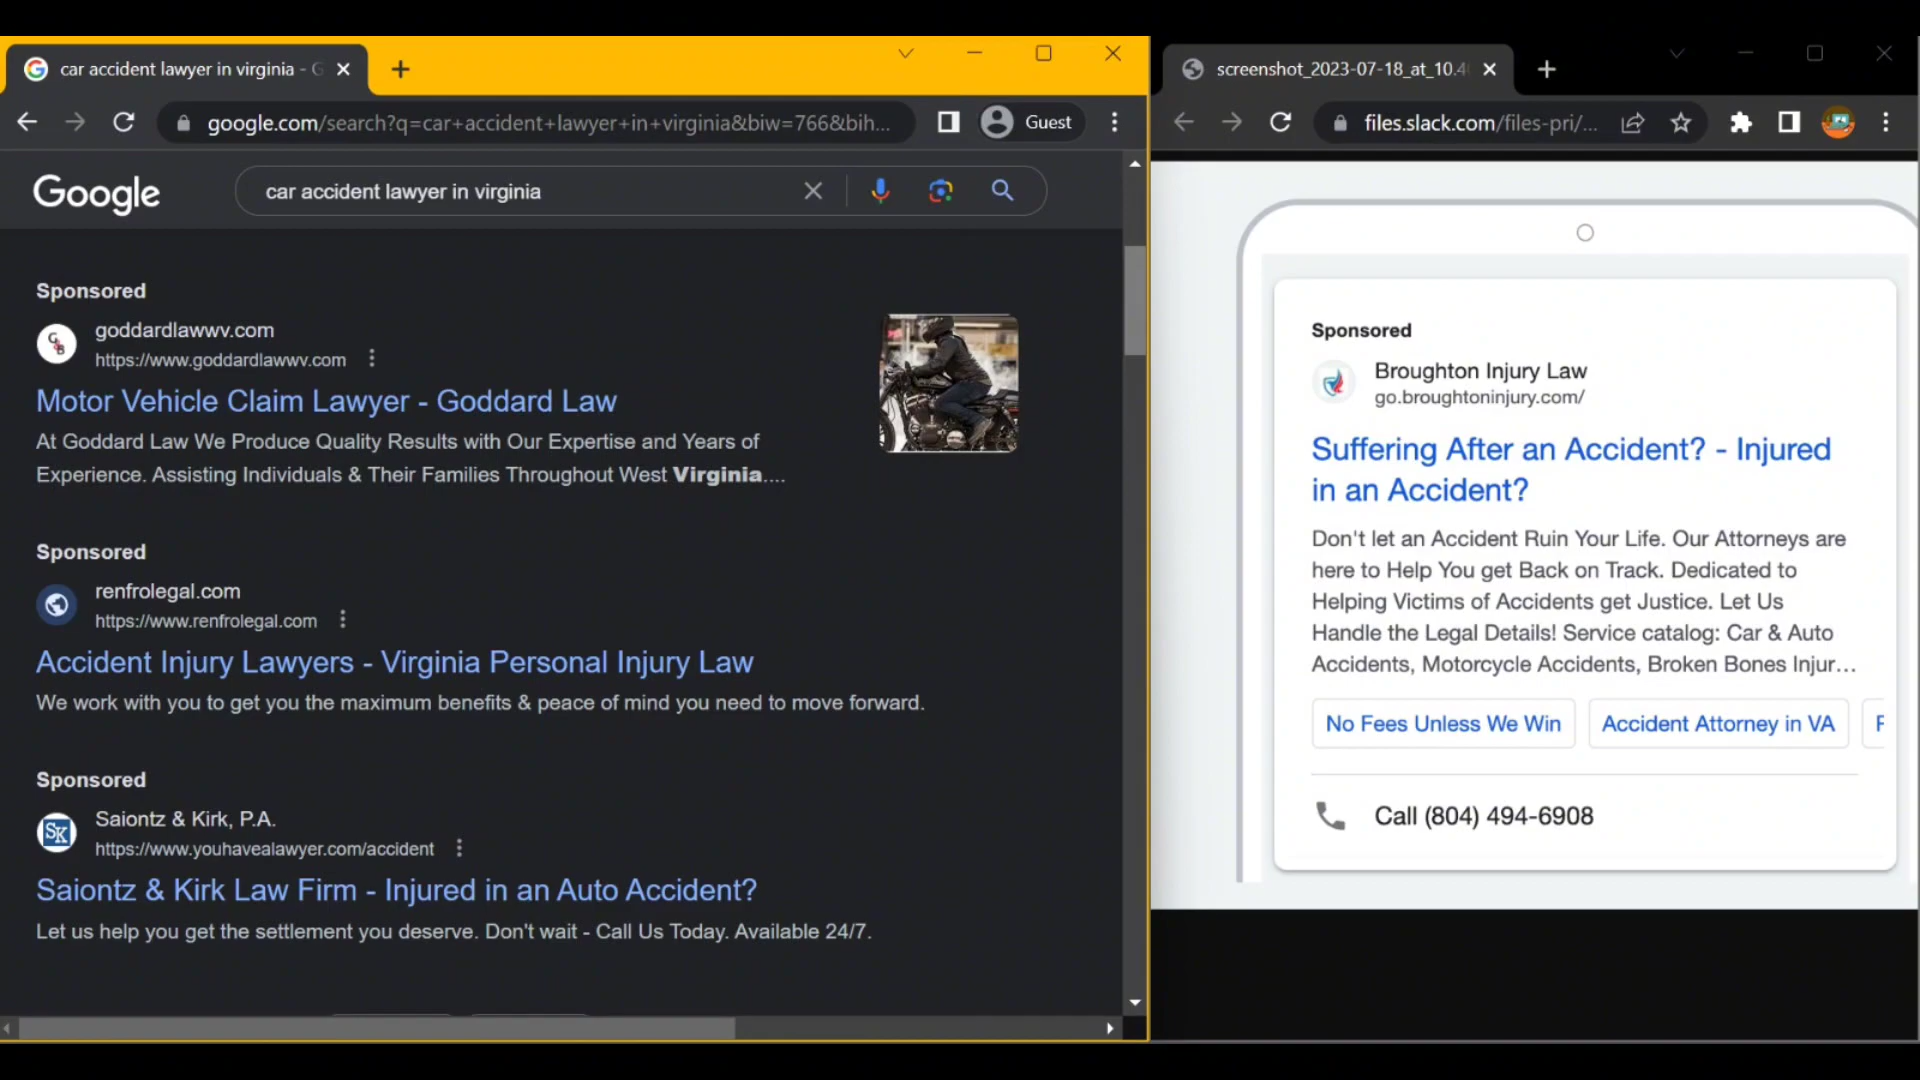 car accident lawyer in virginia - G
google.com/search?q=car+accident+lawyer+in+virginia&biw=766&bih...
Guest
Google
car accident lawyer in virginia
Sponsored
goddardlawwv.com
https://www.goddardlawwv.com
Motor Vehicle Claim Lawyer - Goddard Law
At Goddard Law We Produce Quality Results with Our Expertise and Years of
Experience. Assisting Individuals & Their Families Throughout West Virginia....
Sponsored
renfrolegal.com
https://www.renfrolegal.com
Accident Injury Lawyers - Virginia Personal Injury Law
We work with you to get you the maximum benefits & peace of mind you need to move forward.
Sponsored
SK
Saiontz & Kirk, P.A.
https://www.youhavealawyer.com/accident
Saiontz & Kirk Law Firm - Injured in an Auto Accident?
Let us help you get the settlement you deserve. Don't wait - Call Us Today. Available 24/7.
screenshot_2023-07-18_at_10.4
files.slack.com/files-pri/...
Sponsored
Broughton Injury Law
go.broughtoninjury.com/
Suffering After an Accident? - Injured
in an Accident?
Don't let an Accident Ruin Your Life. Our Attorneys are
here to Help You get Back on Track. Dedicated to
Helping Victims of Accidents get Justice. Let Us
Handle the Legal Details! Service catalog: Car & Auto
Accidents, Motorcycle Accidents, Broken Bones Injur...
No Fees Unless We Win
Accident Attorney in VA
F
Call (804) 494-6908